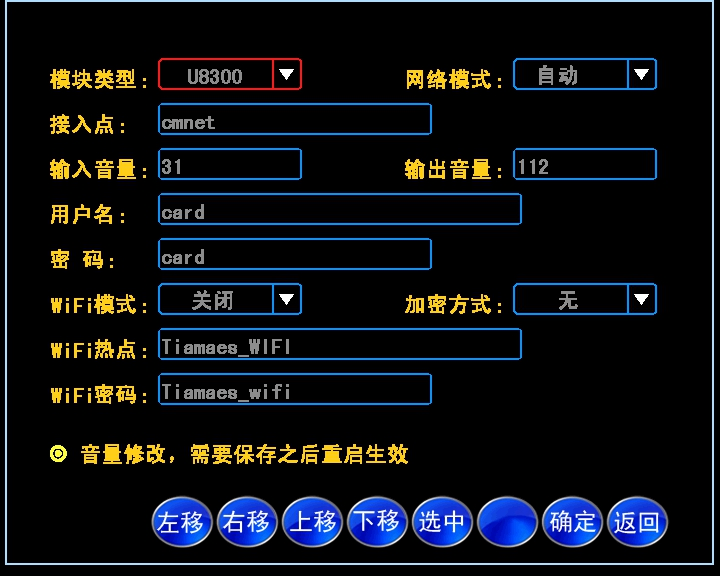 模块类型： U8300 网络模式： 自动
接入点： cmnet
输入音量： 31 输出音量： 112
用户名： card
密 码： card
WiFi模式： 关闭 加密方式： 无
WiFi热点： Tiamaes_WIFI
WiFi密码： Tiamaes_wifi
音量修改，需要保存之后重启生效
左移 右移 上移 下移 选中 确定 返回